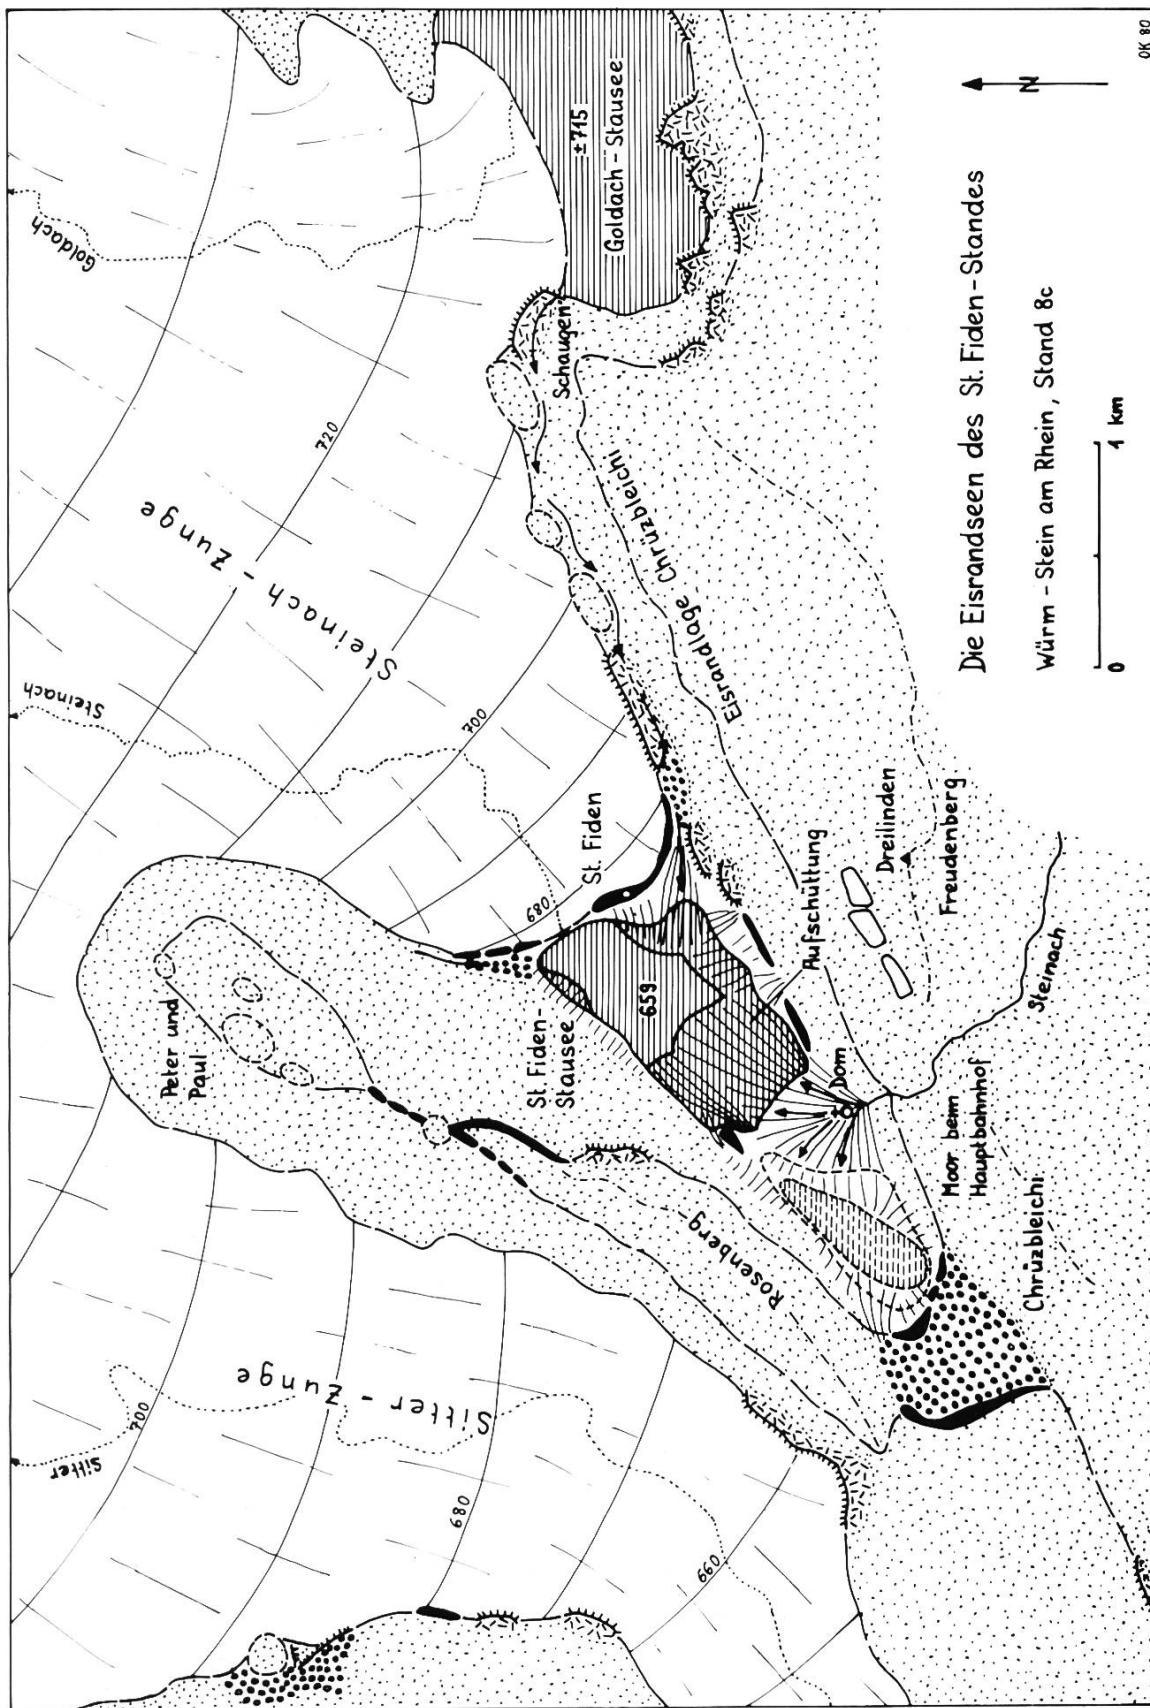 Sitter
700
Sitter-Zunge
680
660
Steinach
Steinach-Zunge
720
700
680
Goldach
Peter und
Paul
St. Fiden
St. Fiden-
Stausee
659
Rosenberg
Schaugen
±715
Goldach-Stausee
Eisrandlage Chrüzbleichi
Aufschüttung
Dom
Dreilinden
Freudenberg
Steinach
Moor beim
Hauptbahnhof
Chrüzbleichi
Die Eisrandseen des St. Fiden-Standes
Würm-Stein am Rhein, Stand 8c
0 1 km
N
OK 80